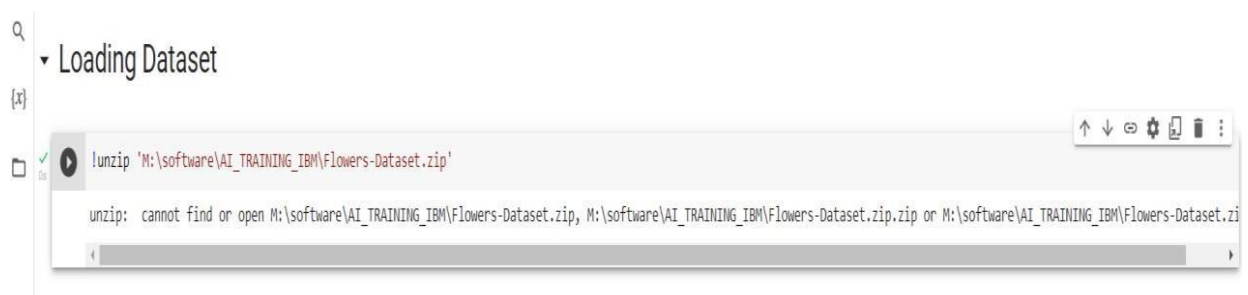 Loading Dataset
{x}
!unzip 'M:\software\AI_TRAINING_IBM\Flowers-Dataset.zip'
0s
unzip:  cannot find or open M:\software\AI_TRAINING_IBM\Flowers-Dataset.zip, M:\software\AI_TRAINING_IBM\Flowers-Dataset.zip.zip or M:\software\AI_TRAINING_IBM\Flowers-Dataset.zi